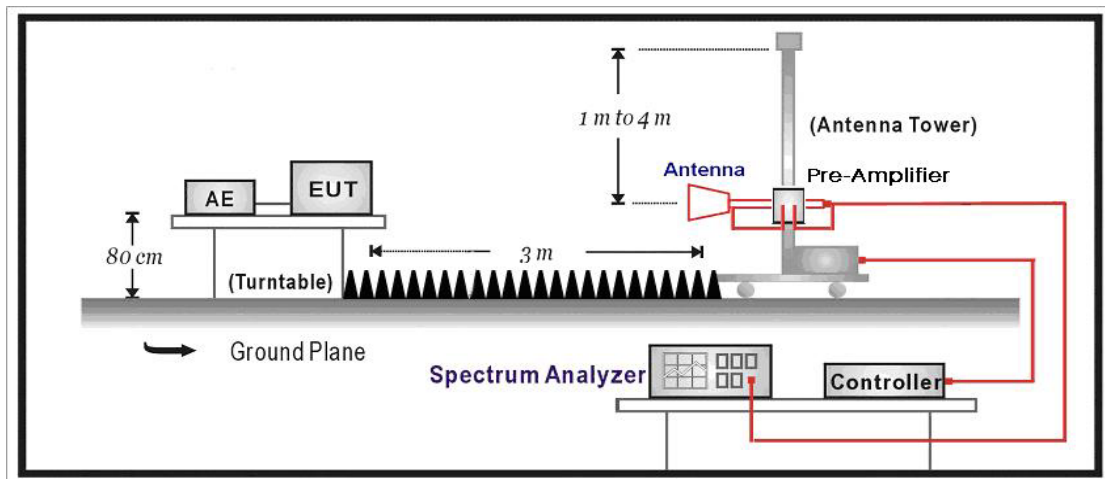 1 m to 4 m
(Antenna Tower)
Antenna
Pre-Amplifier
AE
EUT
80 cm
3 m
(Turntable)
Ground Plane
Spectrum Analyzer
Controller